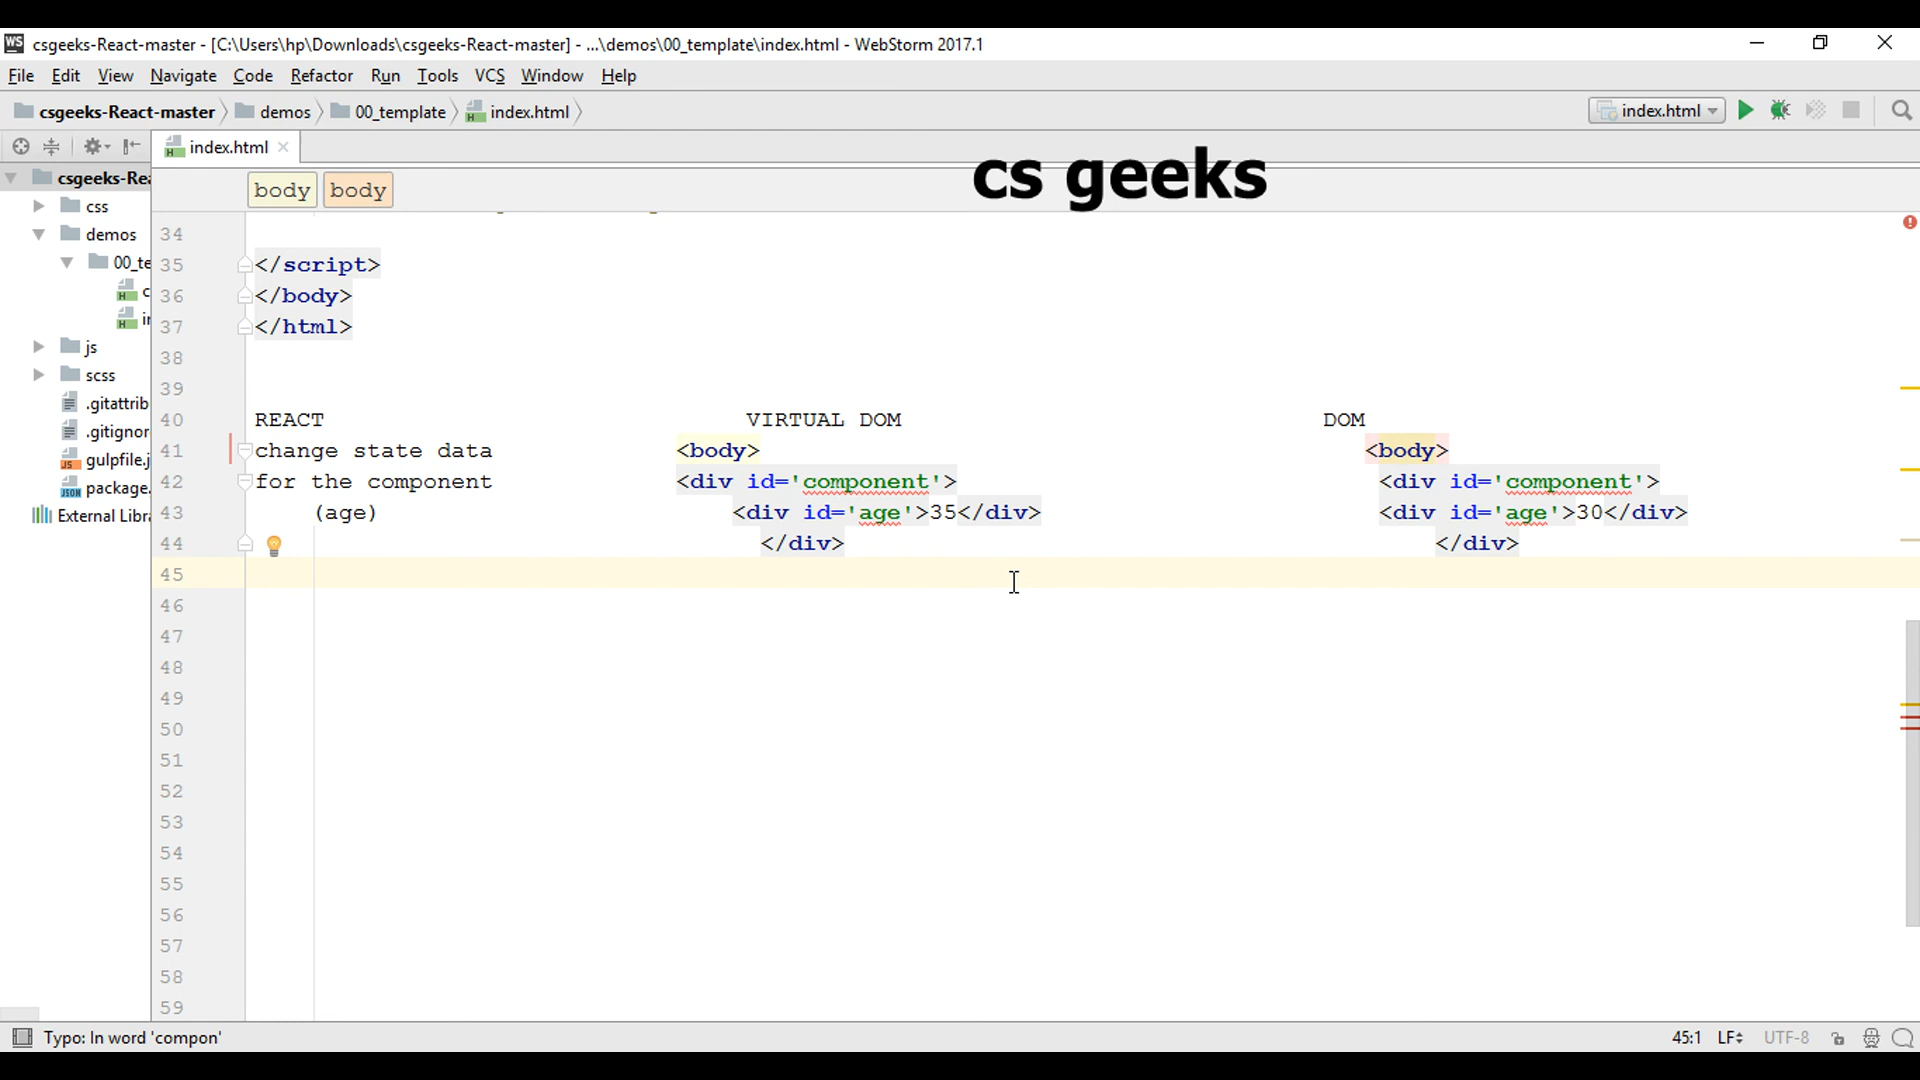 WS csgeeks-React-master - [C:\Users\hp\Downloads\csgeeks-React-master] - ...\demos\00_template\index.html - WebStorm 2017.1
File Edit View Navigate Code Refactor Run Tools VCS Window Help
csgeeks-React-master demos 00_template index.html index.html
index.html
cs geeks
body body
csgeeks-Rea
css
demos
00_te
c
in
js
scss
.gitattrib
.gitignor
gulpfile.j
package.
External Libra
34
35 </script>
36 </body>
37 </html>
38
39
40 REACT VIRTUAL DOM DOM
41 change state data <body> <body>
42 for the component <div id='component'> <div id='component'>
43 (age) <div id='age'>35</div> <div id='age'>30</div>
44 </div> </div>
45
46
47
48
49
50
51
52
53
54
55
56
57
58
59
Typo: In word 'compon' 45:1 LF UTF-8